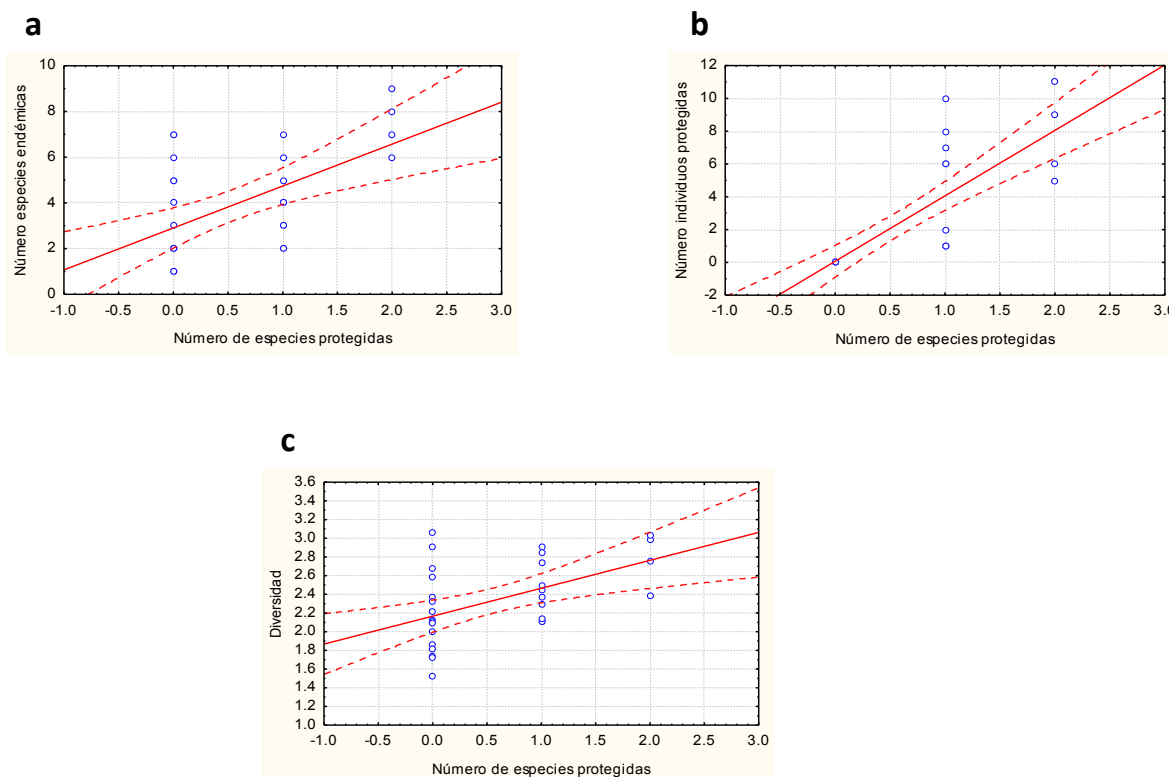 a
10
8
6
4
2
0
-1.0 -0.5 0.0 0.5 1.0 1.5 2.0 2.5 3.0
Número especies endémicas
Número de especies protegidas
b
12
10
8
6
4
2
0
-2
-1.0 -0.5 0.0 0.5 1.0 1.5 2.0 2.5 3.0
Número individuos protegidas
Número de especies protegidas
c
3.6
3.4
3.2
3.0
2.8
2.6
2.4
2.2
2.0
1.8
1.6
1.4
1.2
1.0
-1.0 -0.5 0.0 0.5 1.0 1.5 2.0 2.5 3.0
Diversidad
Número de especies protegidas